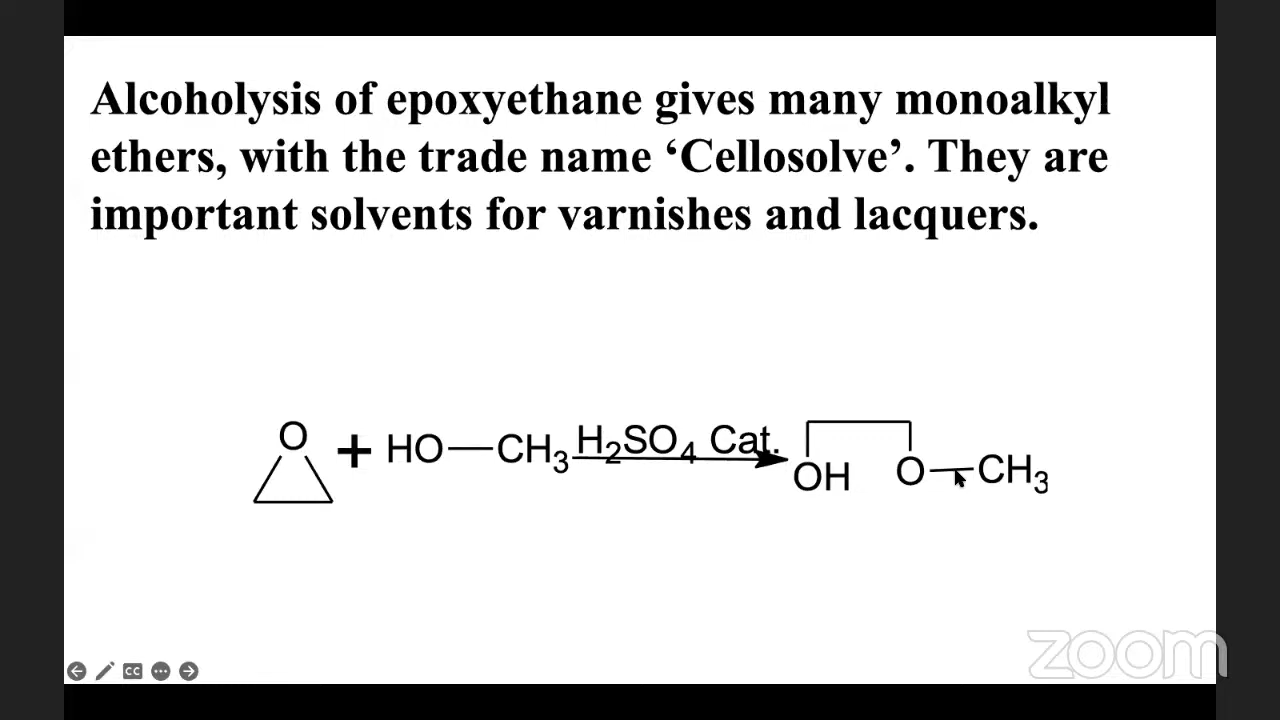 Alcoholysis of epoxyethane gives many monoalkyl
ethers, with the trade name ‘Cellosolve’. They are
important solvents for varnishes and lacquers.
O + HO—CH₃ H₂SO₄ Cat. OH O—CH₃
CC
zoom